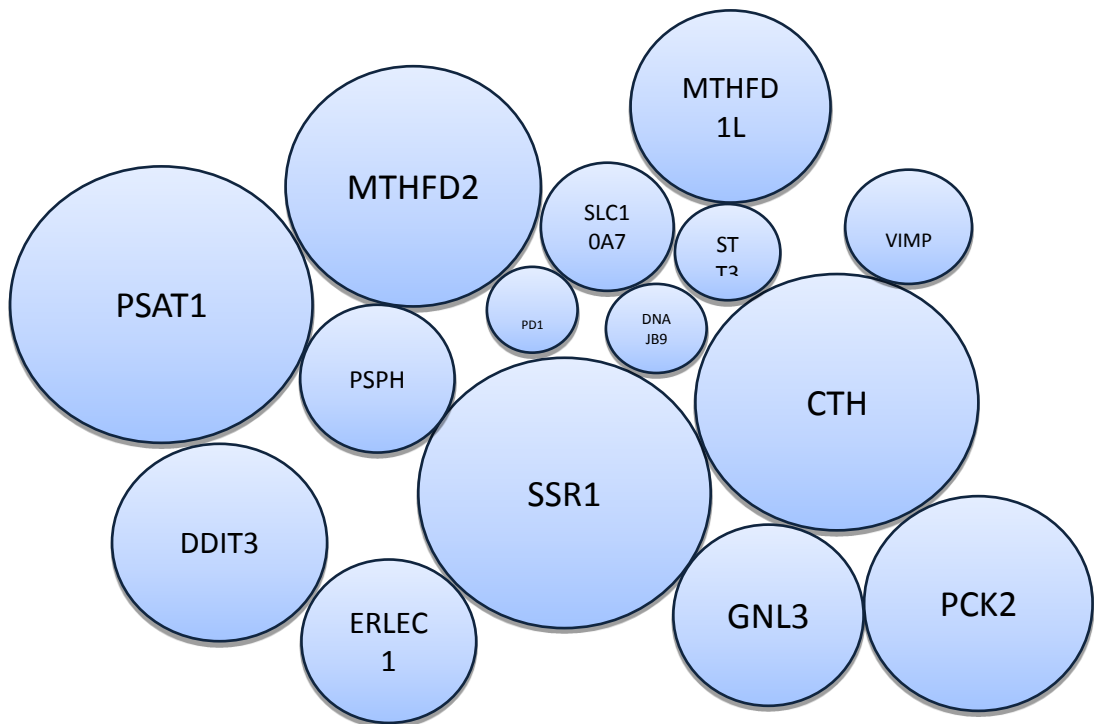 MTHFD
1L
MTHFD2
SLC1
0A7
ST
T3
VIMP
PSAT1
PD1
DNA
JB9
PSPH
CTH
SSR1
DDIT3
GNL3
PCK2
ERLEC
1